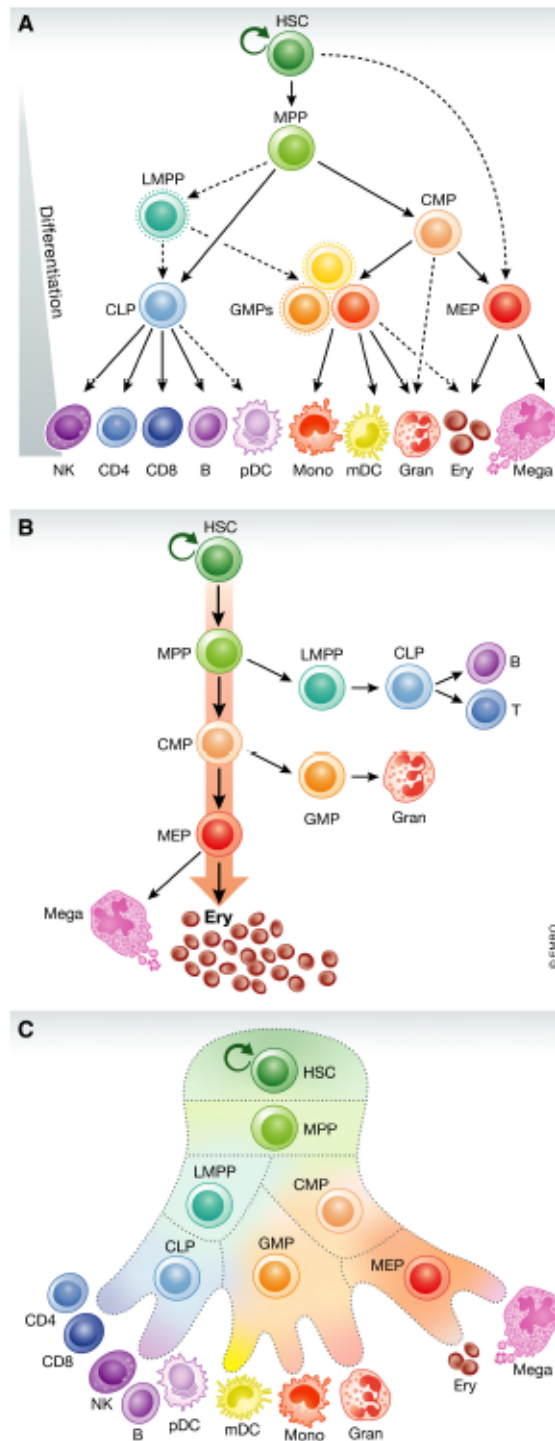 A
HSC
MPP
LMPP
CMP
Differentiation
CLP
GMPs
MEP
NK CD4 CD8 B pDC Mono mDC Gran Ery Mega
B
HSC
MPP
LMPP
CLP
B
T
CMP
GMP
Gran
MEP
Mega
Ery
© EMBO
C
HSC
MPP
LMPP
CMP
CLP
GMP
MEP
CD4
CD8
NK
B
pDC
mDC
Mono
Gran
Ery
Mega